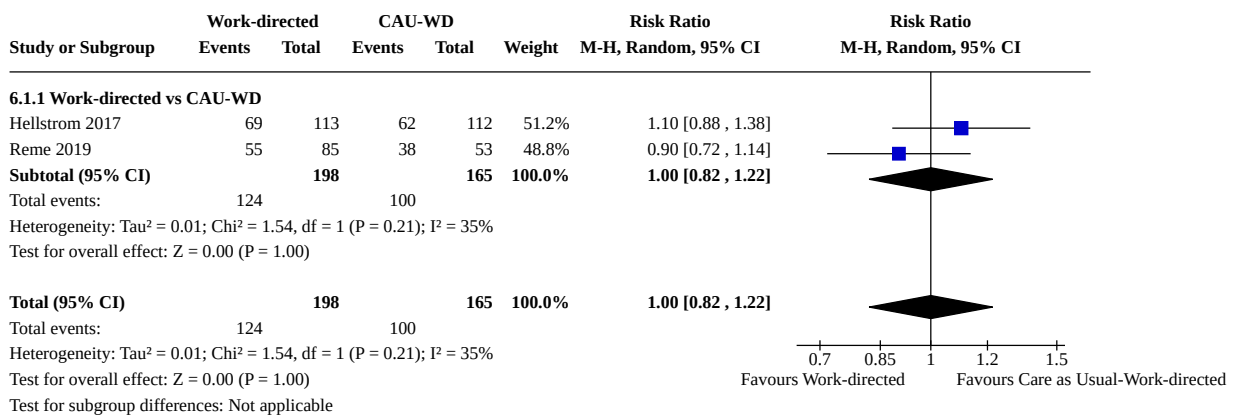 Work-directed CAU-WD Risk Ratio Risk Ratio
Study or Subgroup Events Total Events Total Weight M-H, Random, 95% CI M-H, Random, 95% CI
6.1.1 Work-directed vs CAU-WD
Hellstrom 2017 69 113 62 112 51.2% 1.10 [0.88 , 1.38]
Reme 2019 55 85 38 53 48.8% 0.90 [0.72 , 1.14]
Subtotal (95% CI) 198 165 100.0% 1.00 [0.82 , 1.22]
Total events: 124 100
Heterogeneity: Tau² = 0.01; Chi² = 1.54, df = 1 (P = 0.21); I² = 35%
Test for overall effect: Z = 0.00 (P = 1.00)
Total (95% CI) 198 165 100.0% 1.00 [0.82 , 1.22]
Total events: 124 100
Heterogeneity: Tau² = 0.01; Chi² = 1.54, df = 1 (P = 0.21); I² = 35%
0.7 0.85 1 1.2 1.5
Test for overall effect: Z = 0.00 (P = 1.00)
Favours Work-directed Favours Care as Usual-Work-directed
Test for subgroup differences: Not applicable